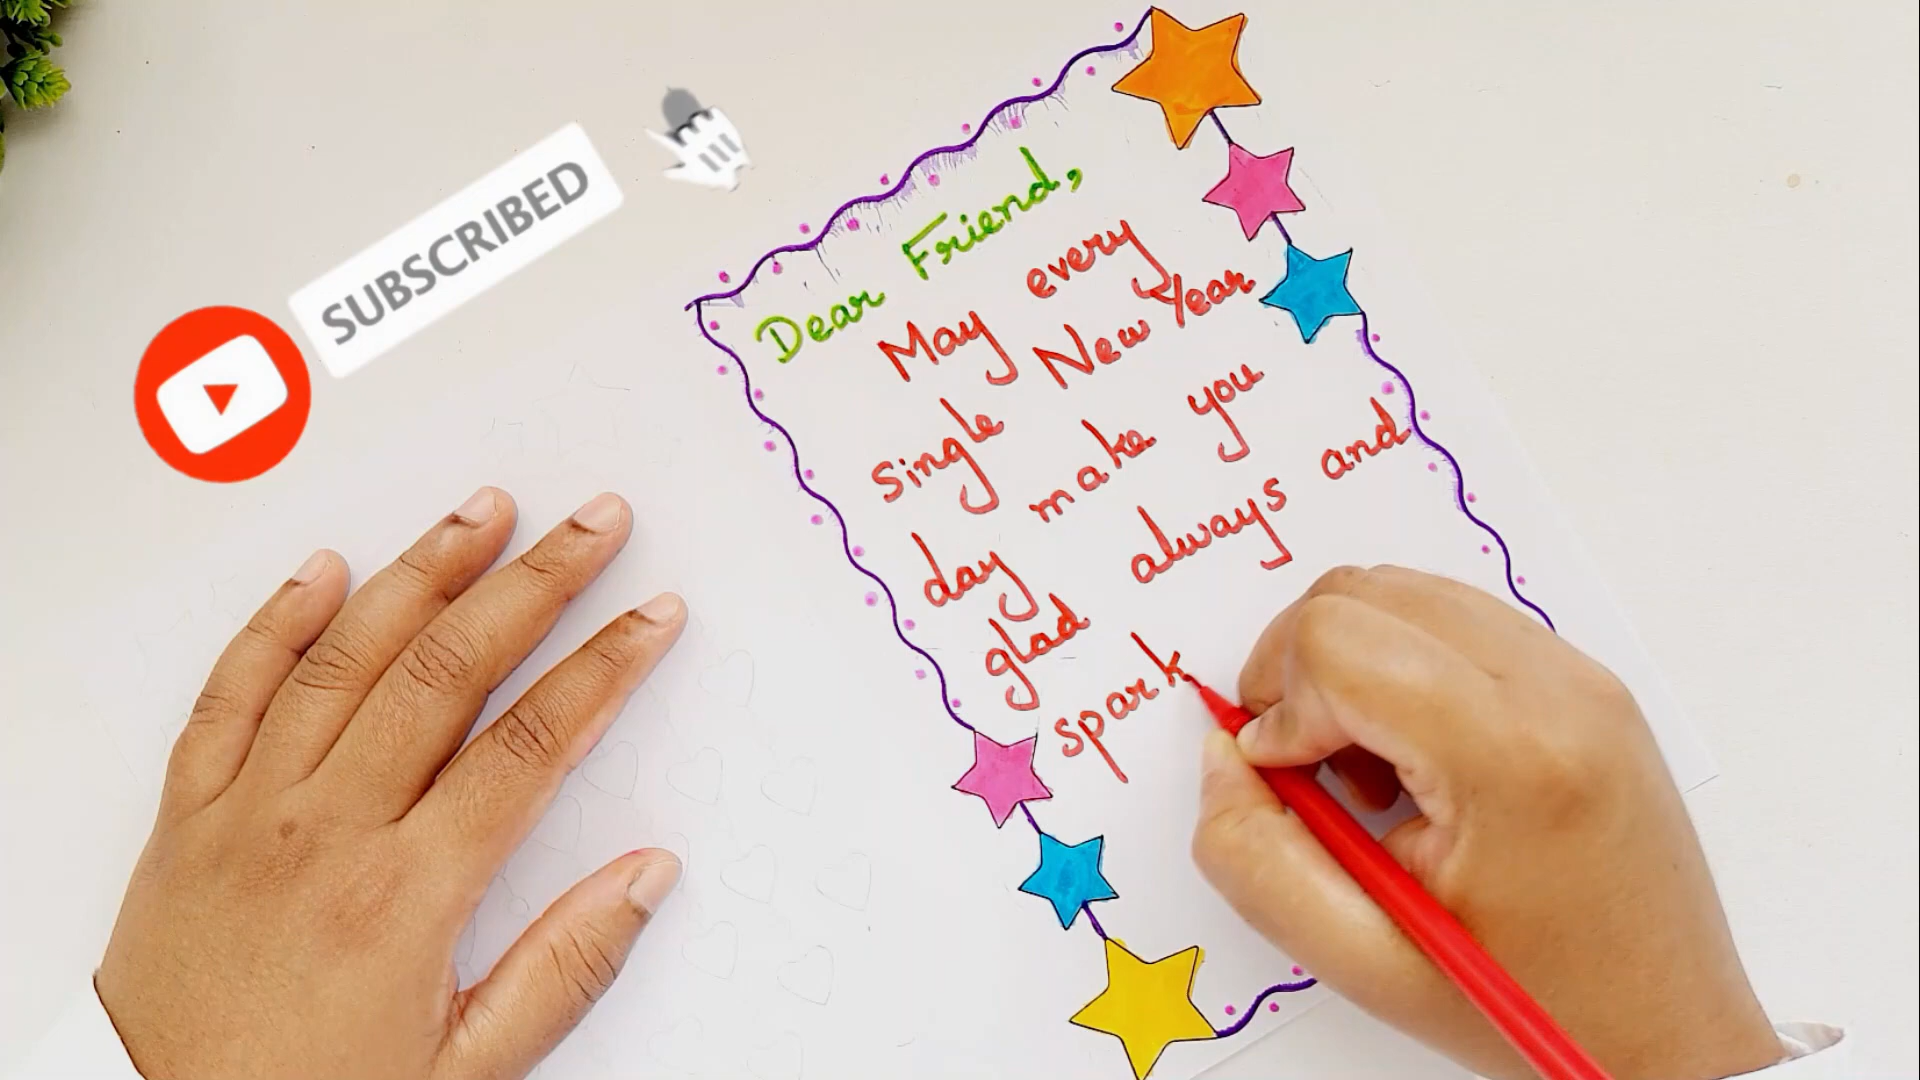 SUBSCRIBED
Dear Friend,
May every
single New Year
day make you
glad always and
spark